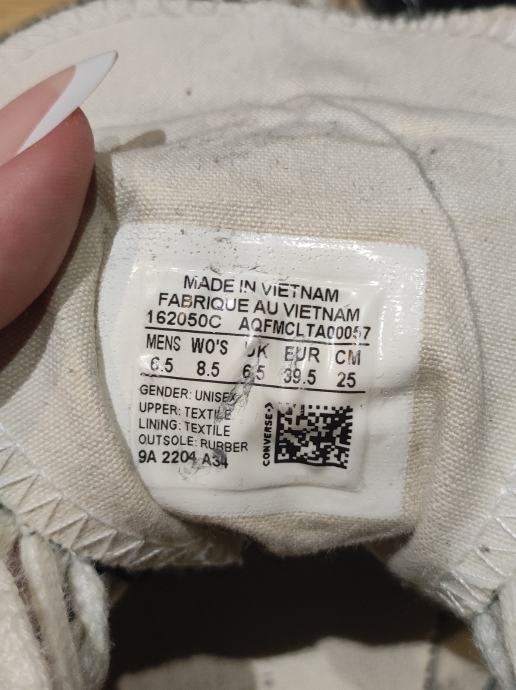 MADE IN VIETNAM
FABRIQUE AU VIETNAM
162050C AQFMCLTA00057
MENS WO'S UK EUR CM
6.5 8.5 6.5 39.5 25
GENDER: UNISEX
UPPER: TEXTILE
LINING: TEXTILE
OUTSOLE: RUBBER
9A 2204 A34
CONVERSE